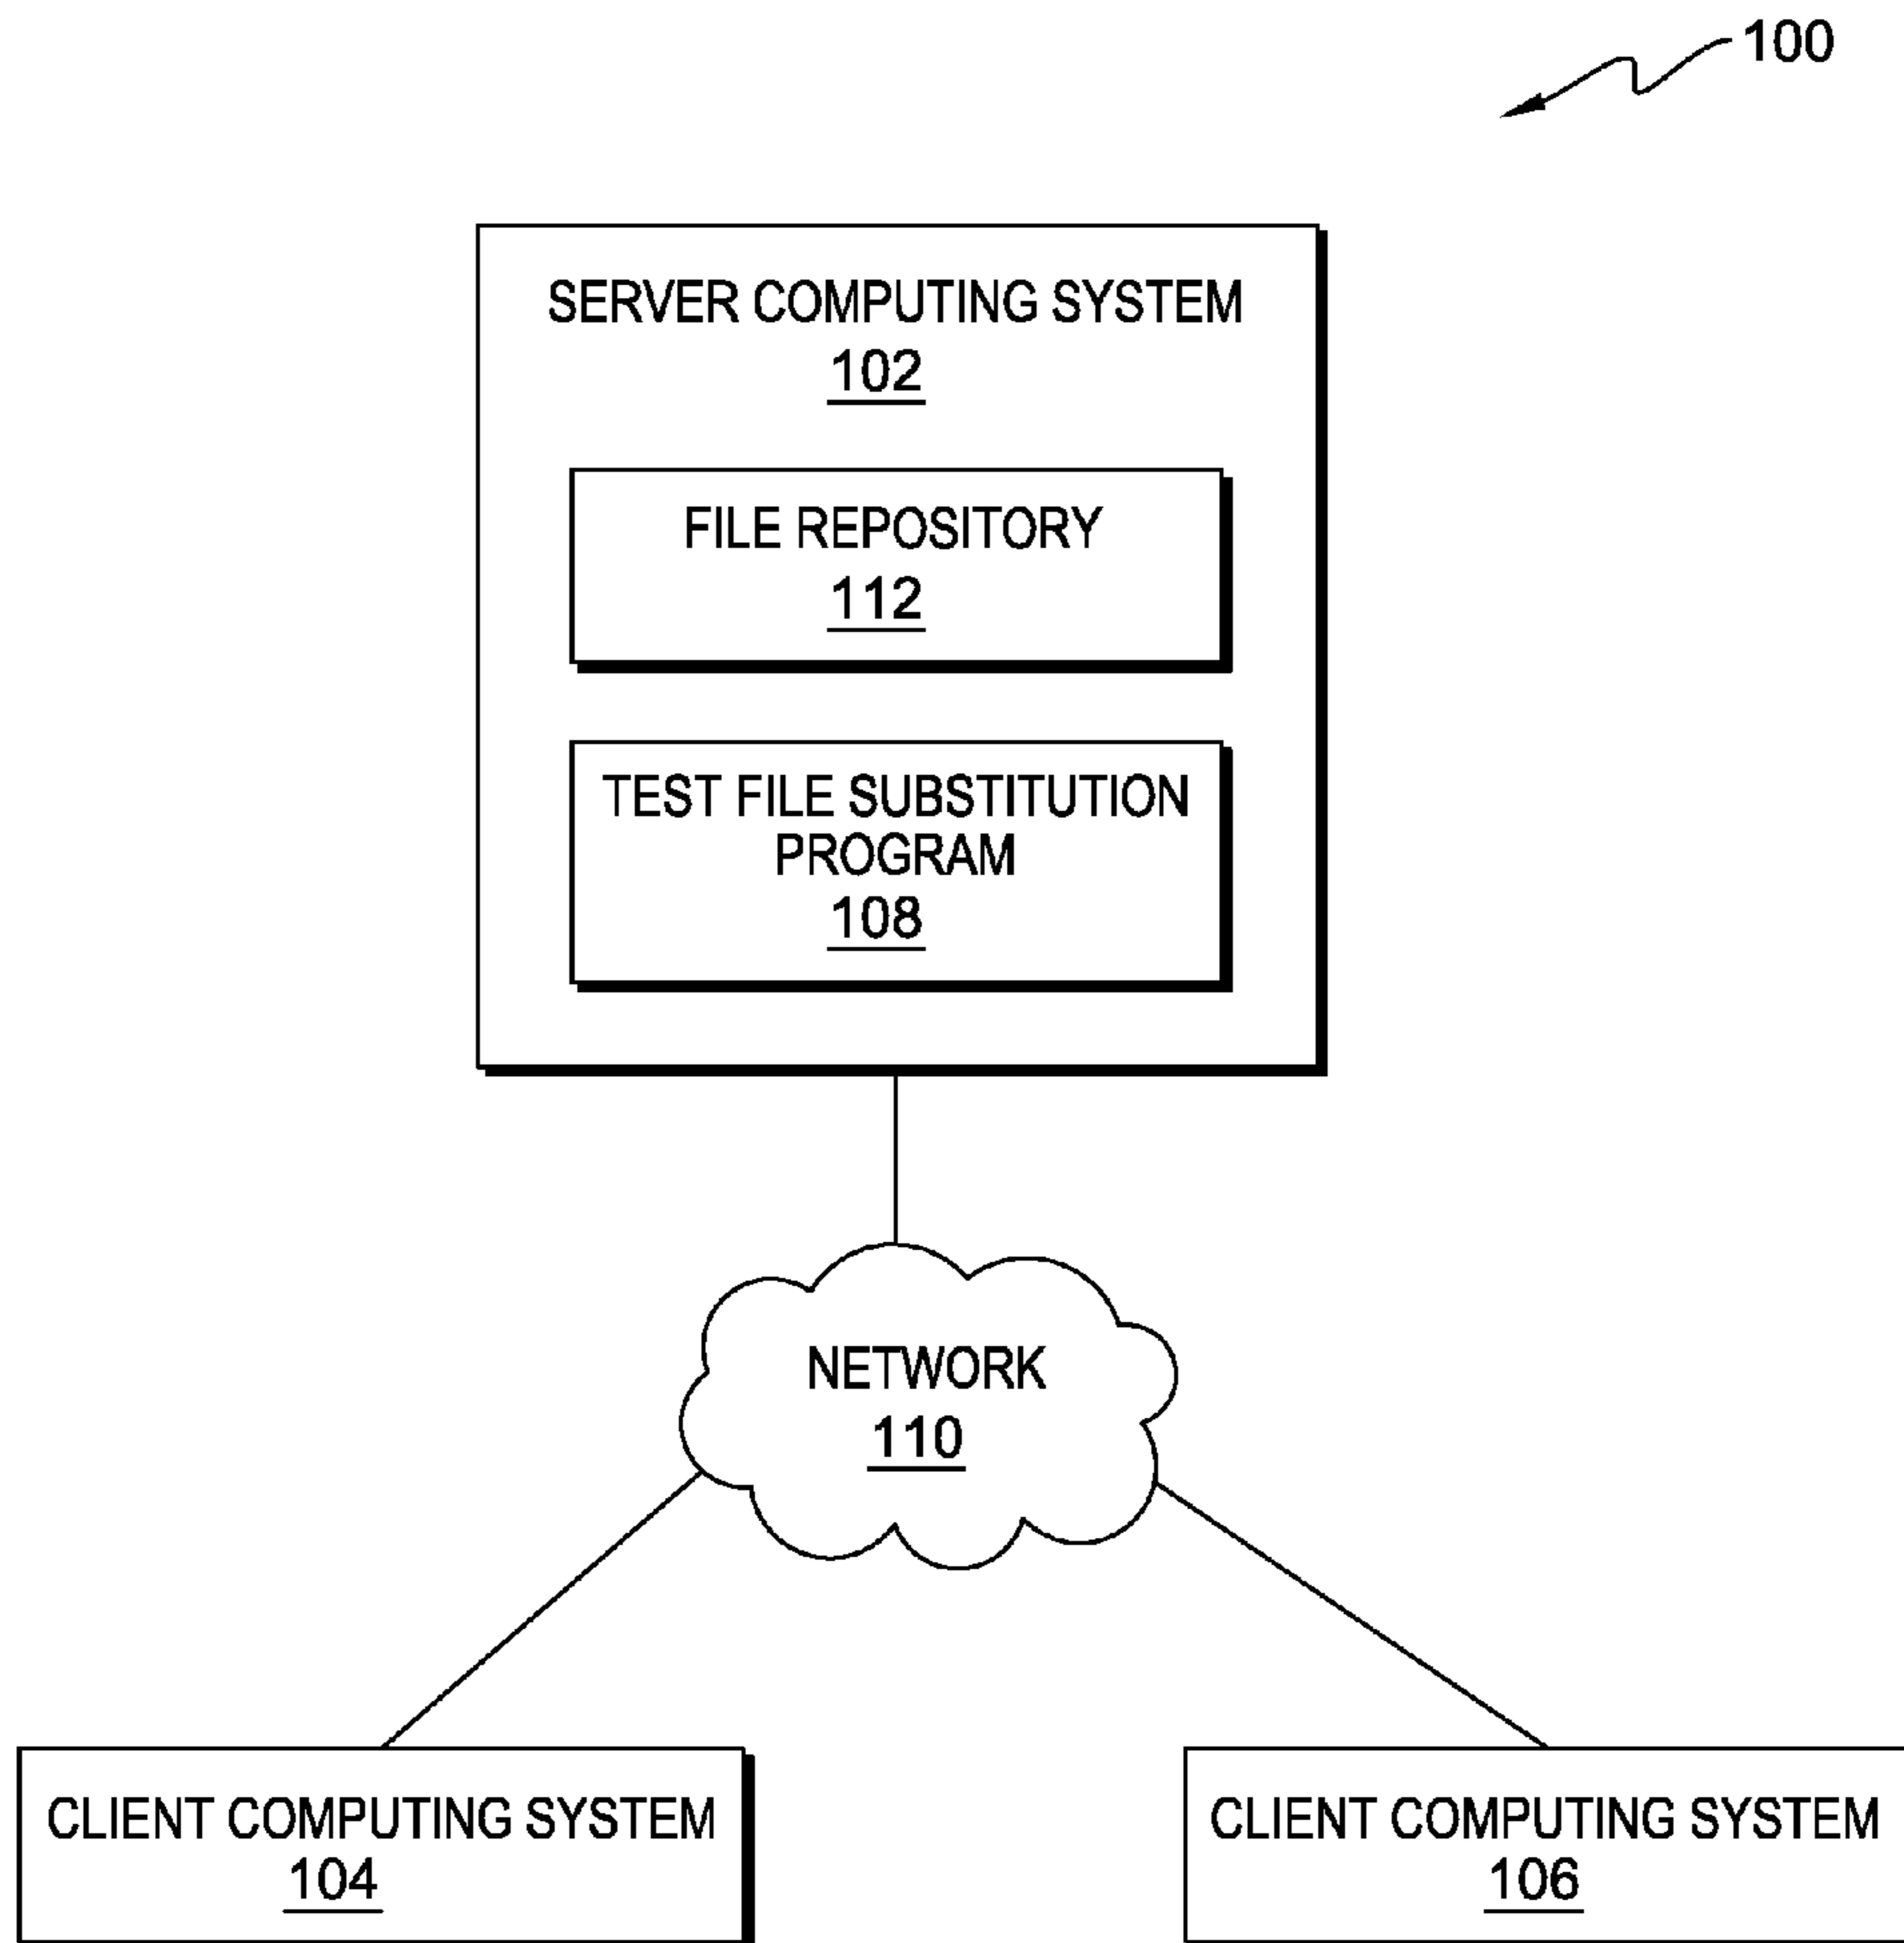 100
SERVER COMPUTING SYSTEM
102
FILE REPOSITORY
112
TEST FILE SUBSTITUTION
PROGRAM
108
NETWORK
110
CLIENT COMPUTING SYSTEM
104
CLIENT COMPUTING SYSTEM
106